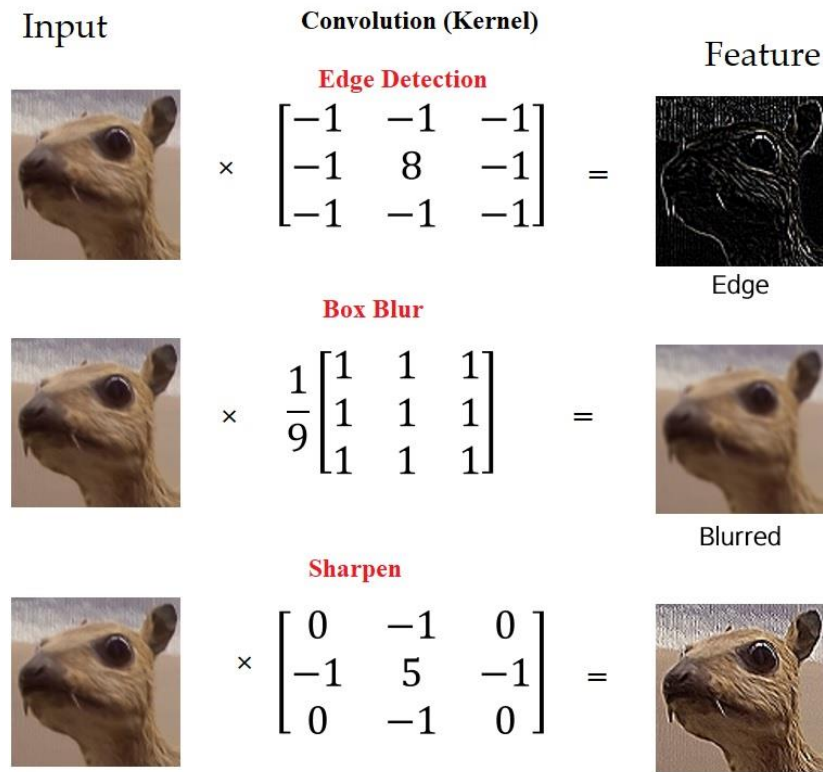 Input
Convolution (Kernel)
Feature
Edge Detection
−1 −1 −1
× −1 8 −1 =
−1 −1 −1
Edge
Box Blur
1 1 1 1
× — 1 1 1 =
9 1 1 1
Blurred
Sharpen
0 −1 0
× −1 5 −1 =
0 −1 0